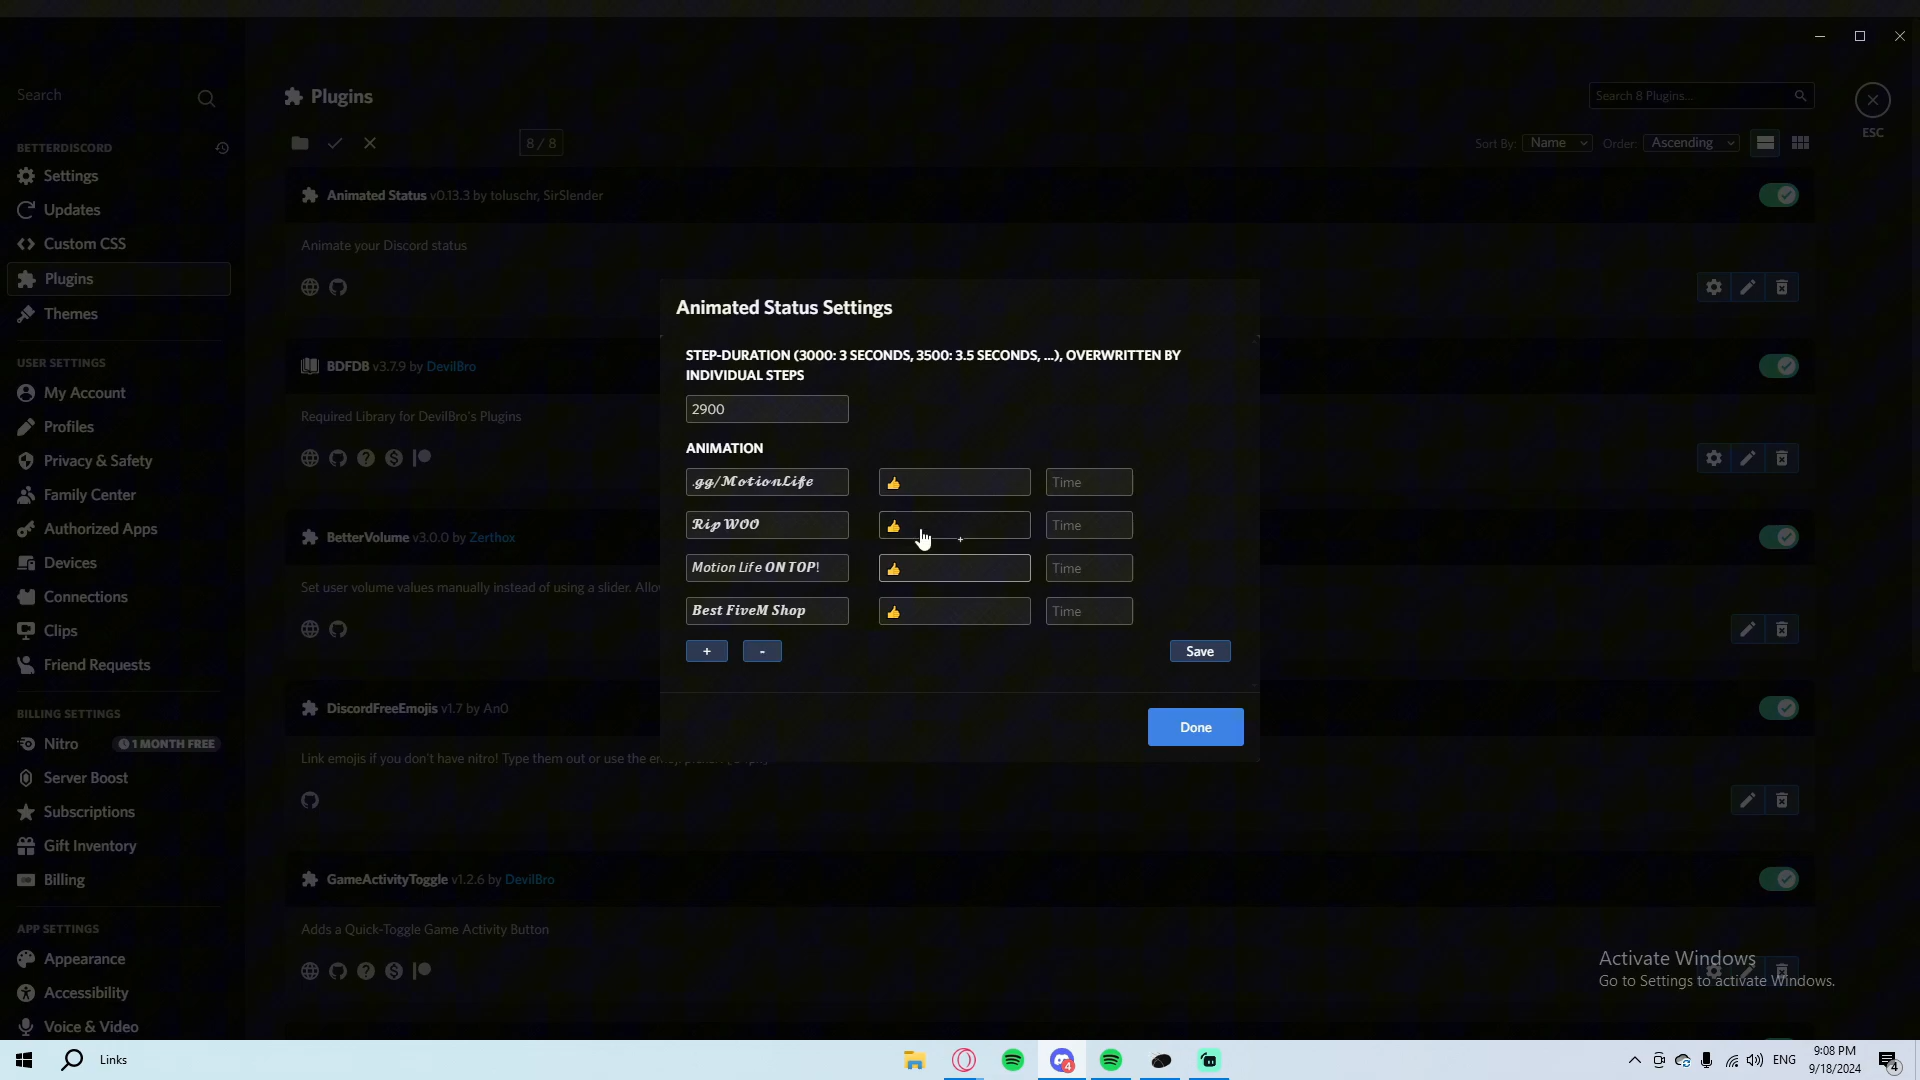 Search
BETTERDISCORD
Settings
Updates
Custom CSS
Plugins
Themes
USER SETTINGS
My Account
Profiles
Privacy & Safety
Family Center
Authorized Apps
Devices
Connections
Clips
Friend Requests
BILLING SETTINGS
Nitro
1 MONTH FREE
Server Boost
Subscriptions
Gift Inventory
Billing
APP SETTINGS
Appearance
Accessibility
Voice & Video
Plugins
8 / 8
Search 8 Plugins...
Sort By: Name Order: Ascending
ESC
Animated Status v0.13.3 by toluschr, SirSlender
Animate your Discord status
BDFDB v3.7.9 by DevilBro
Required Library for DevilBro's Plugins
BetterVolume v3.0.0 by Zerthox
Set user volume values manually instead of using a slider. Allo
DiscordFreeEmojis v1.7 by An0
Link emojis if you don't have nitro! Type them out or use the
GameActivityToggle v1.2.6 by DevilBro
Adds a Quick-Toggle Game Activity Button
Animated Status Settings
STEP-DURATION (3000: 3 SECONDS, 3500: 3.5 SECONDS, ...), OVERWRITTEN BY
INDIVIDUAL STEPS
2900
ANIMATION
.𝓰𝓰/𝓜𝓸𝓽𝓲𝓸𝓷𝓛𝓲𝓯𝓮 👍 Time
𝓡𝓲𝓹 𝓦𝓞𝓞 👍 Time
𝘔𝘰𝘵𝘪𝘰𝘯 𝘓𝘪𝘧𝘦 𝙊𝙉 𝙏𝙊𝙋! 👍 Time
𝑩𝒆𝒔𝒕 𝑭𝒊𝒗𝒆𝑴 𝑺𝒉𝒐𝒑 👍 Time
+ - Save
Done
Activate Windows
Go to Settings to activate Windows.
Links
4
ENG
9:08 PM
9/18/2024
4